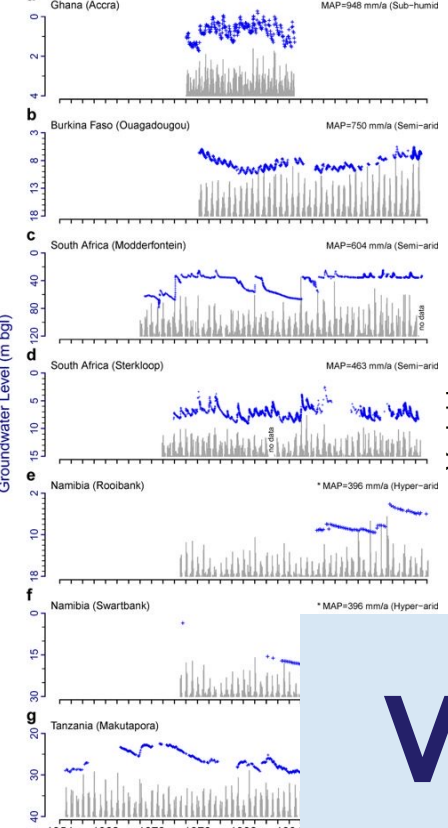 Ghana (Accra) MAP=948 mm/a (Sub-humid
0
2
4
b
Burkina Faso (Ouagadougou) MAP=750 mm/a (Semi-arid
3
8
13
18
c
South Africa (Modderfontein) MAP=604 mm/a (Semi-arid
0
40
80
120
no data
d
South Africa (Sterkloop) MAP=463 mm/a (Semi-arid
0
5
10
15
no data
Groundwater Level (m bgl)
e
Namibia (Rooibank) * MAP=396 mm/a (Hyper-arid
2
10
18
f
Namibia (Swartbank) * MAP=396 mm/a (Hyper-arid
0
15
30
g
Tanzania (Makutapora)
20
30
40
V